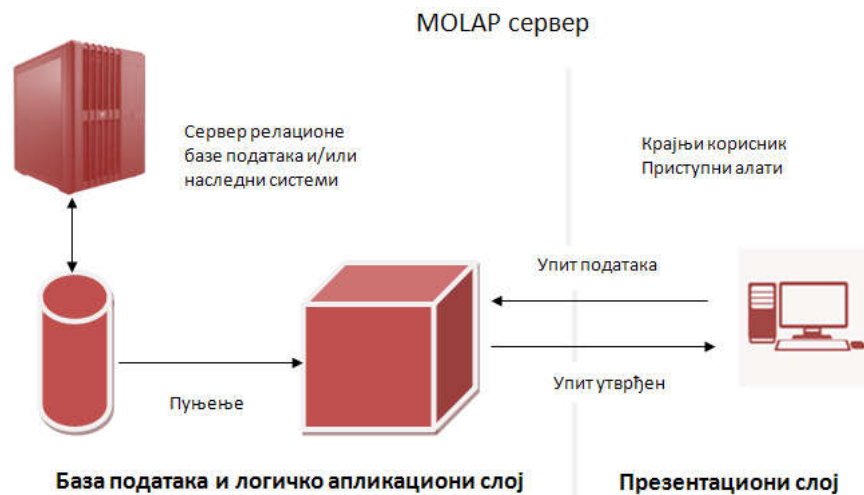 MOLAP сервер
Сервер релационе
базе података и/или
наследни системи
Крајњи корисник
Приступни алати
Упит података
Упит утврђен
Пуњење
База података и логичко апликациони слој
Презентациони слој